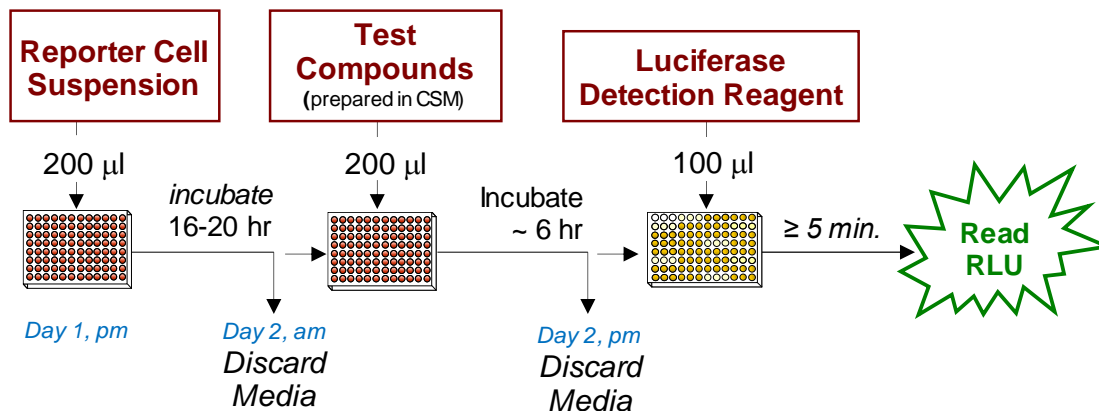 Reporter Cell
Suspension
Test
Compounds
(prepared in CSM)
Luciferase
Detection Reagent
200 μl
200 μl
100 μl
incubate
16-20 hr
Incubate
~ 6 hr
≥ 5 min.
Read
RLU
Day 1, pm
Day 2, am
Discard
Media
Day 2, pm
Discard
Media